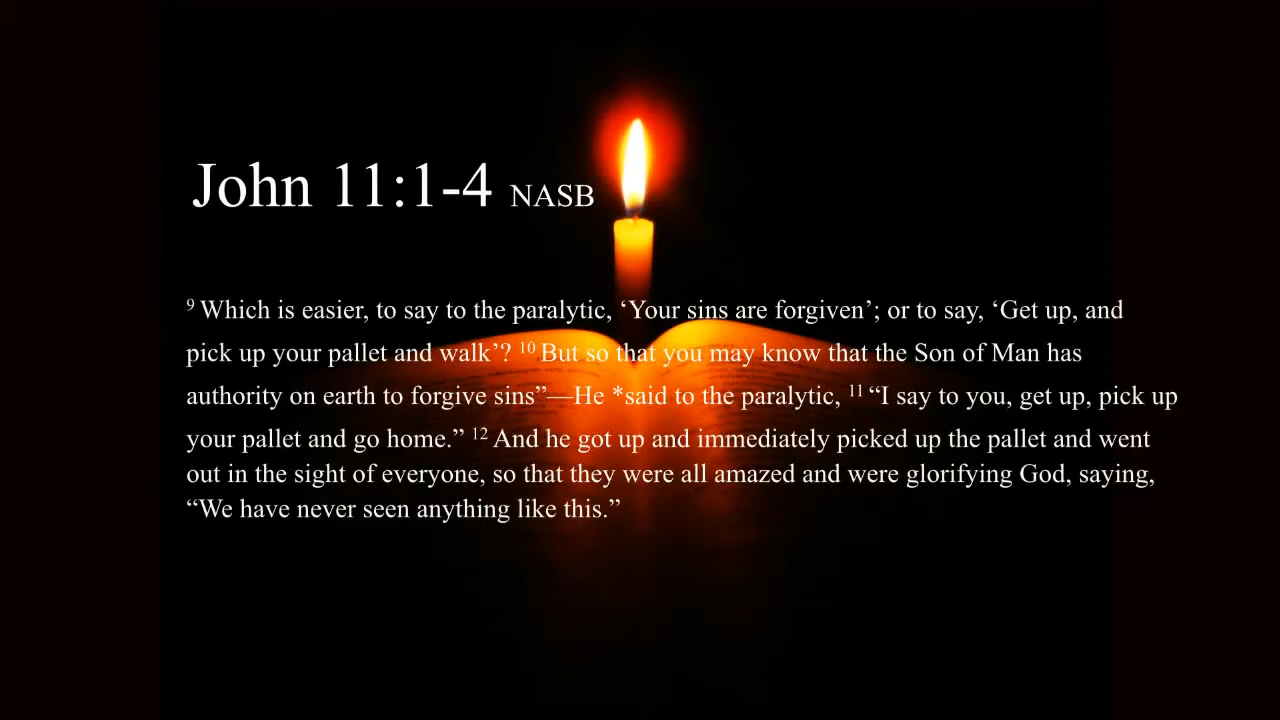 John 11:1-4 NASB
9 Which is easier, to say to the paralytic, ‘Your sins are forgiven’; or to say, ‘Get up, and
pick up your pallet and walk’? 10 But so that you may know that the Son of Man has
authority on earth to forgive sins”—He *said to the paralytic, 11 “I say to you, get up, pick up
your pallet and go home.” 12 And he got up and immediately picked up the pallet and went
out in the sight of everyone, so that they were all amazed and were glorifying God, saying,
“We have never seen anything like this.”